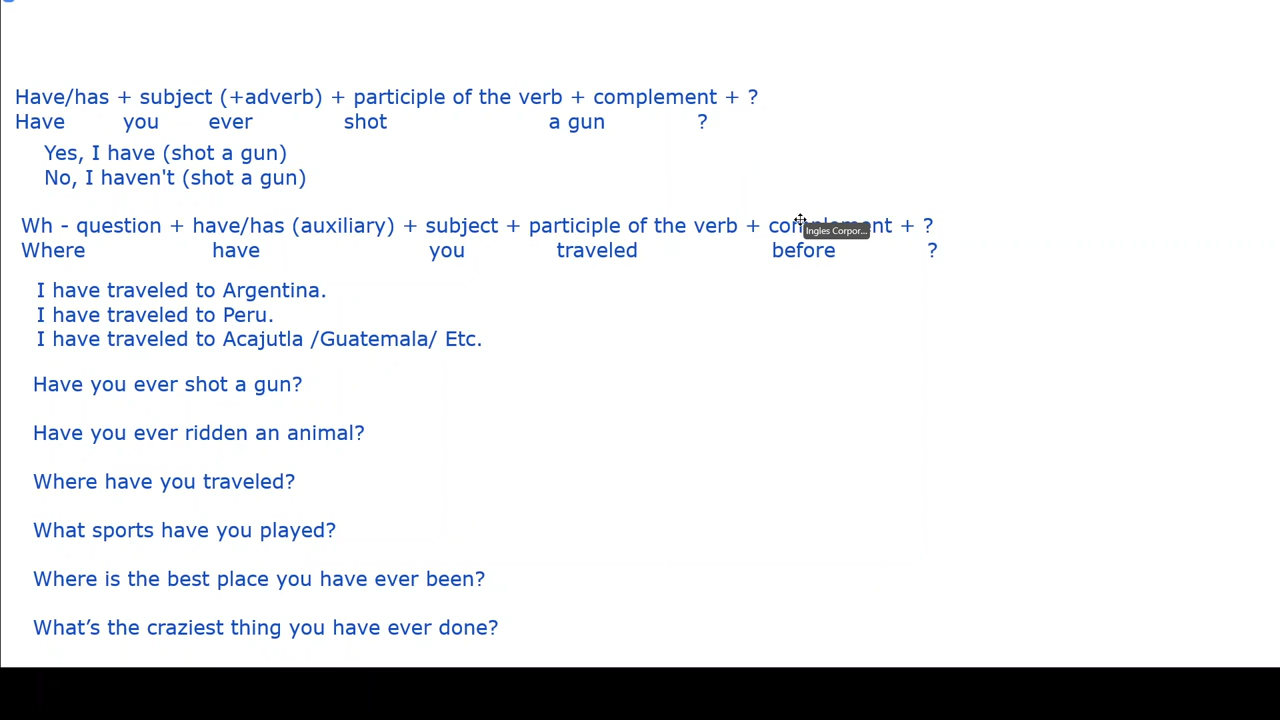 Have/has + subject (+adverb) + participle of the verb + complement + ?
Have you ever shot a gun ?
Yes, I have (shot a gun)
No, I haven't (shot a gun)
Wh - question + have/has (auxiliary) + subject + participle of the verb + complement + ?
Ingles Corpor...
Where have you traveled before ?
I have traveled to Argentina.
I have traveled to Peru.
I have traveled to Acajutla /Guatemala/ Etc.
Have you ever shot a gun?
Have you ever ridden an animal?
Where have you traveled?
What sports have you played?
Where is the best place you have ever been?
What’s the craziest thing you have ever done?